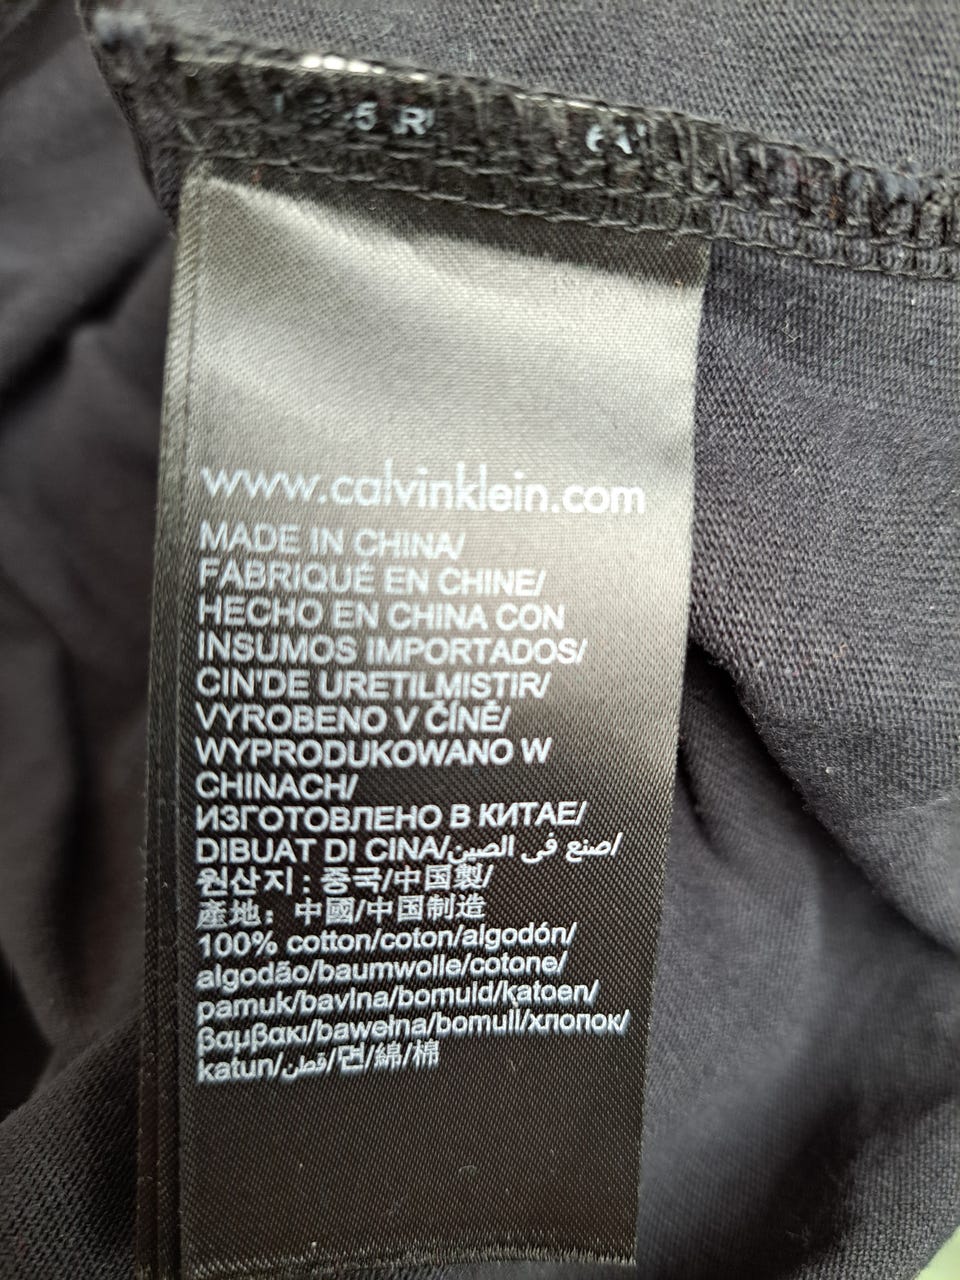 www.calvinklein.com
MADE IN CHINA/
FABRIQUÉ EN CHINE/
HECHO EN CHINA CON
INSUMOS IMPORTADOS/
CIN'DE URETILMISTIR/
VYROBENO V ČÍNĚ/
WYPRODUKOWANO W
CHINACH/
ИЗГОТОВЛЕНО В КИТАЕ/
DIBUAT DI CINA/صنع في الصين/
원산지 : 중국/中国製/
產地：中國/中国制造
100% cotton/coton/algodón/
algodão/baumwolle/cotone/
pamuk/bavlna/bomuld/katoen/
βαμβακι/bawełna/bomull/хлопок/
katun/قطن/면/綿/棉